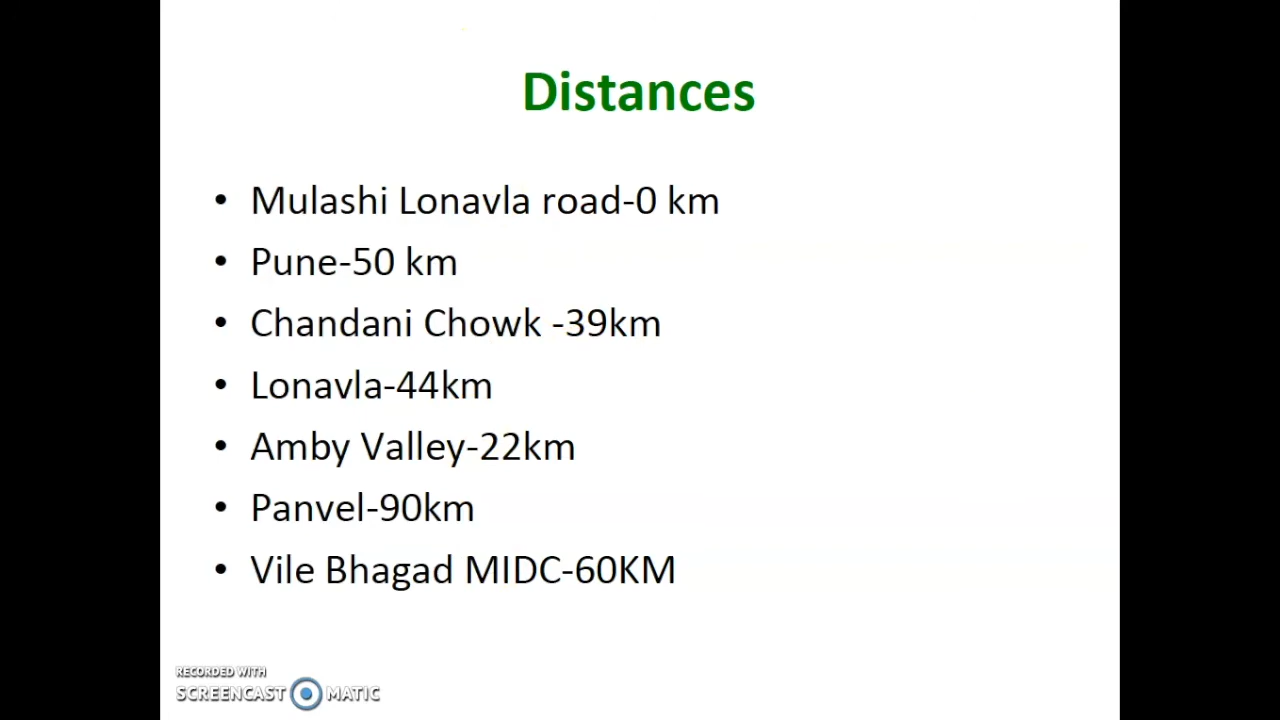 Distances
• Mulashi Lonavla road-0 km
• Pune-50 km
• Chandani Chowk -39km
• Lonavla-44km
• Amby Valley-22km
• Panvel-90km
• Vile Bhagad MIDC-60KM
RECORDED WITH
SCREENCAST MATIC